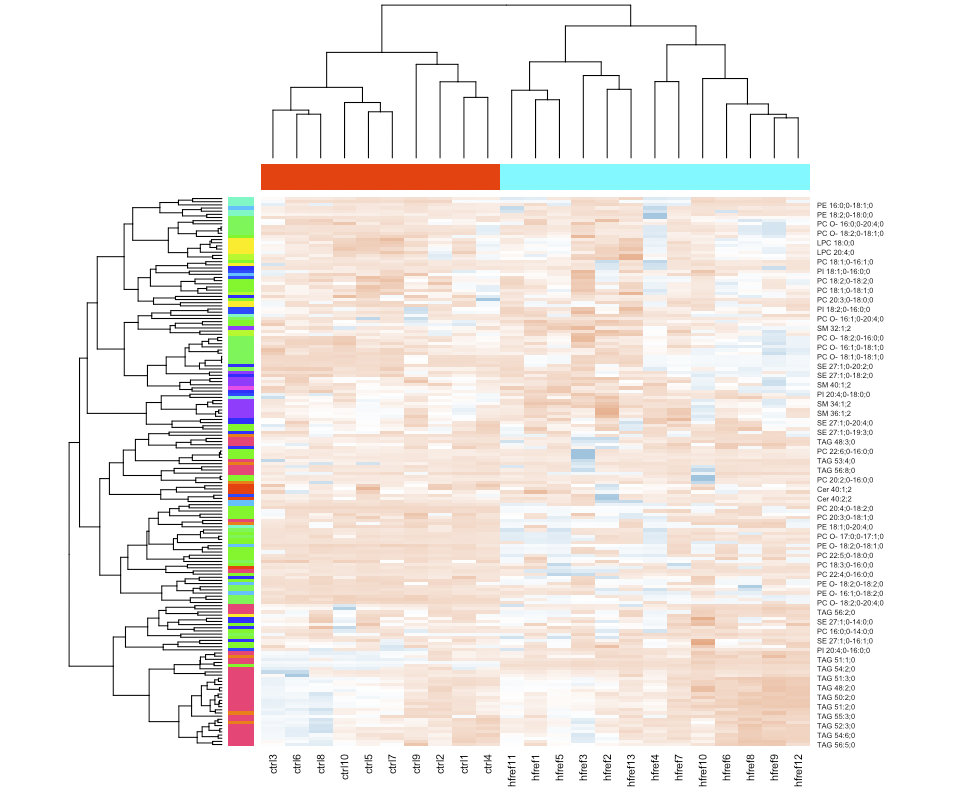 PE 16:0;0-18:1;0
PE 18:2;0-18:0;0
PC O- 16:0;0-20:4;0
PC O- 18:2;0-18:1;0
LPC 18:0;0
LPC 20:4;0
PC 18:1;0-16:1;0
PI 18:1;0-16:0;0
PC 18:2;0-18:2;0
PC 18:1;0-18:1;0
PC 20:3;0-18:0;0
PI 18:2;0-16:0;0
PC O- 16:1;0-20:4;0
SM 32:1;2
PC O- 18:2;0-16:0;0
PC O- 16:1;0-18:1;0
PC O- 18:1;0-18:1;0
SE 27:1;0-20:2;0
SE 27:1;0-18:2;0
SM 40:1;2
PI 20:4;0-18:0;0
SM 34:1;2
SM 36:1;2
SE 27:1;0-20:4;0
SE 27:1;0-19:3;0
TAG 48:3;0
PC 22:6;0-16:0;0
TAG 53:4;0
TAG 56:8;0
PC 20:2;0-16:0;0
Cer 40:1;2
Cer 40:2;2
PC 20:4;0-18:2;0
PC 20:3;0-18:1;0
PE 18:1;0-20:4;0
PC O- 17:0;0-17:1;0
PE O- 18:2;0-18:1;0
PC 22:5;0-18:0;0
PC 18:3;0-16:0;0
PC 22:4;0-16:0;0
PE O- 18:2;0-18:2;0
PE O- 16:1;0-18:2;0
PC O- 18:2;0-20:4;0
TAG 56:2;0
SE 27:1;0-14:0;0
PC 16:0;0-14:0;0
SE 27:1;0-16:1;0
PI 20:4;0-16:0;0
TAG 51:1;0
TAG 54:2;0
TAG 51:3;0
TAG 48:2;0
TAG 50:2;0
TAG 51:2;0
TAG 55:3;0
TAG 52:3;0
TAG 54:6;0
TAG 56:5;0
ctrl3
ctrl6
ctrl8
ctrl10
ctrl5
ctrl7
ctrl9
ctrl2
ctrl1
ctrl4
hfref11
hfref1
hfref5
hfref3
hfref2
hfref13
hfref4
hfref7
hfref10
hfref6
hfref8
hfref9
hfref12